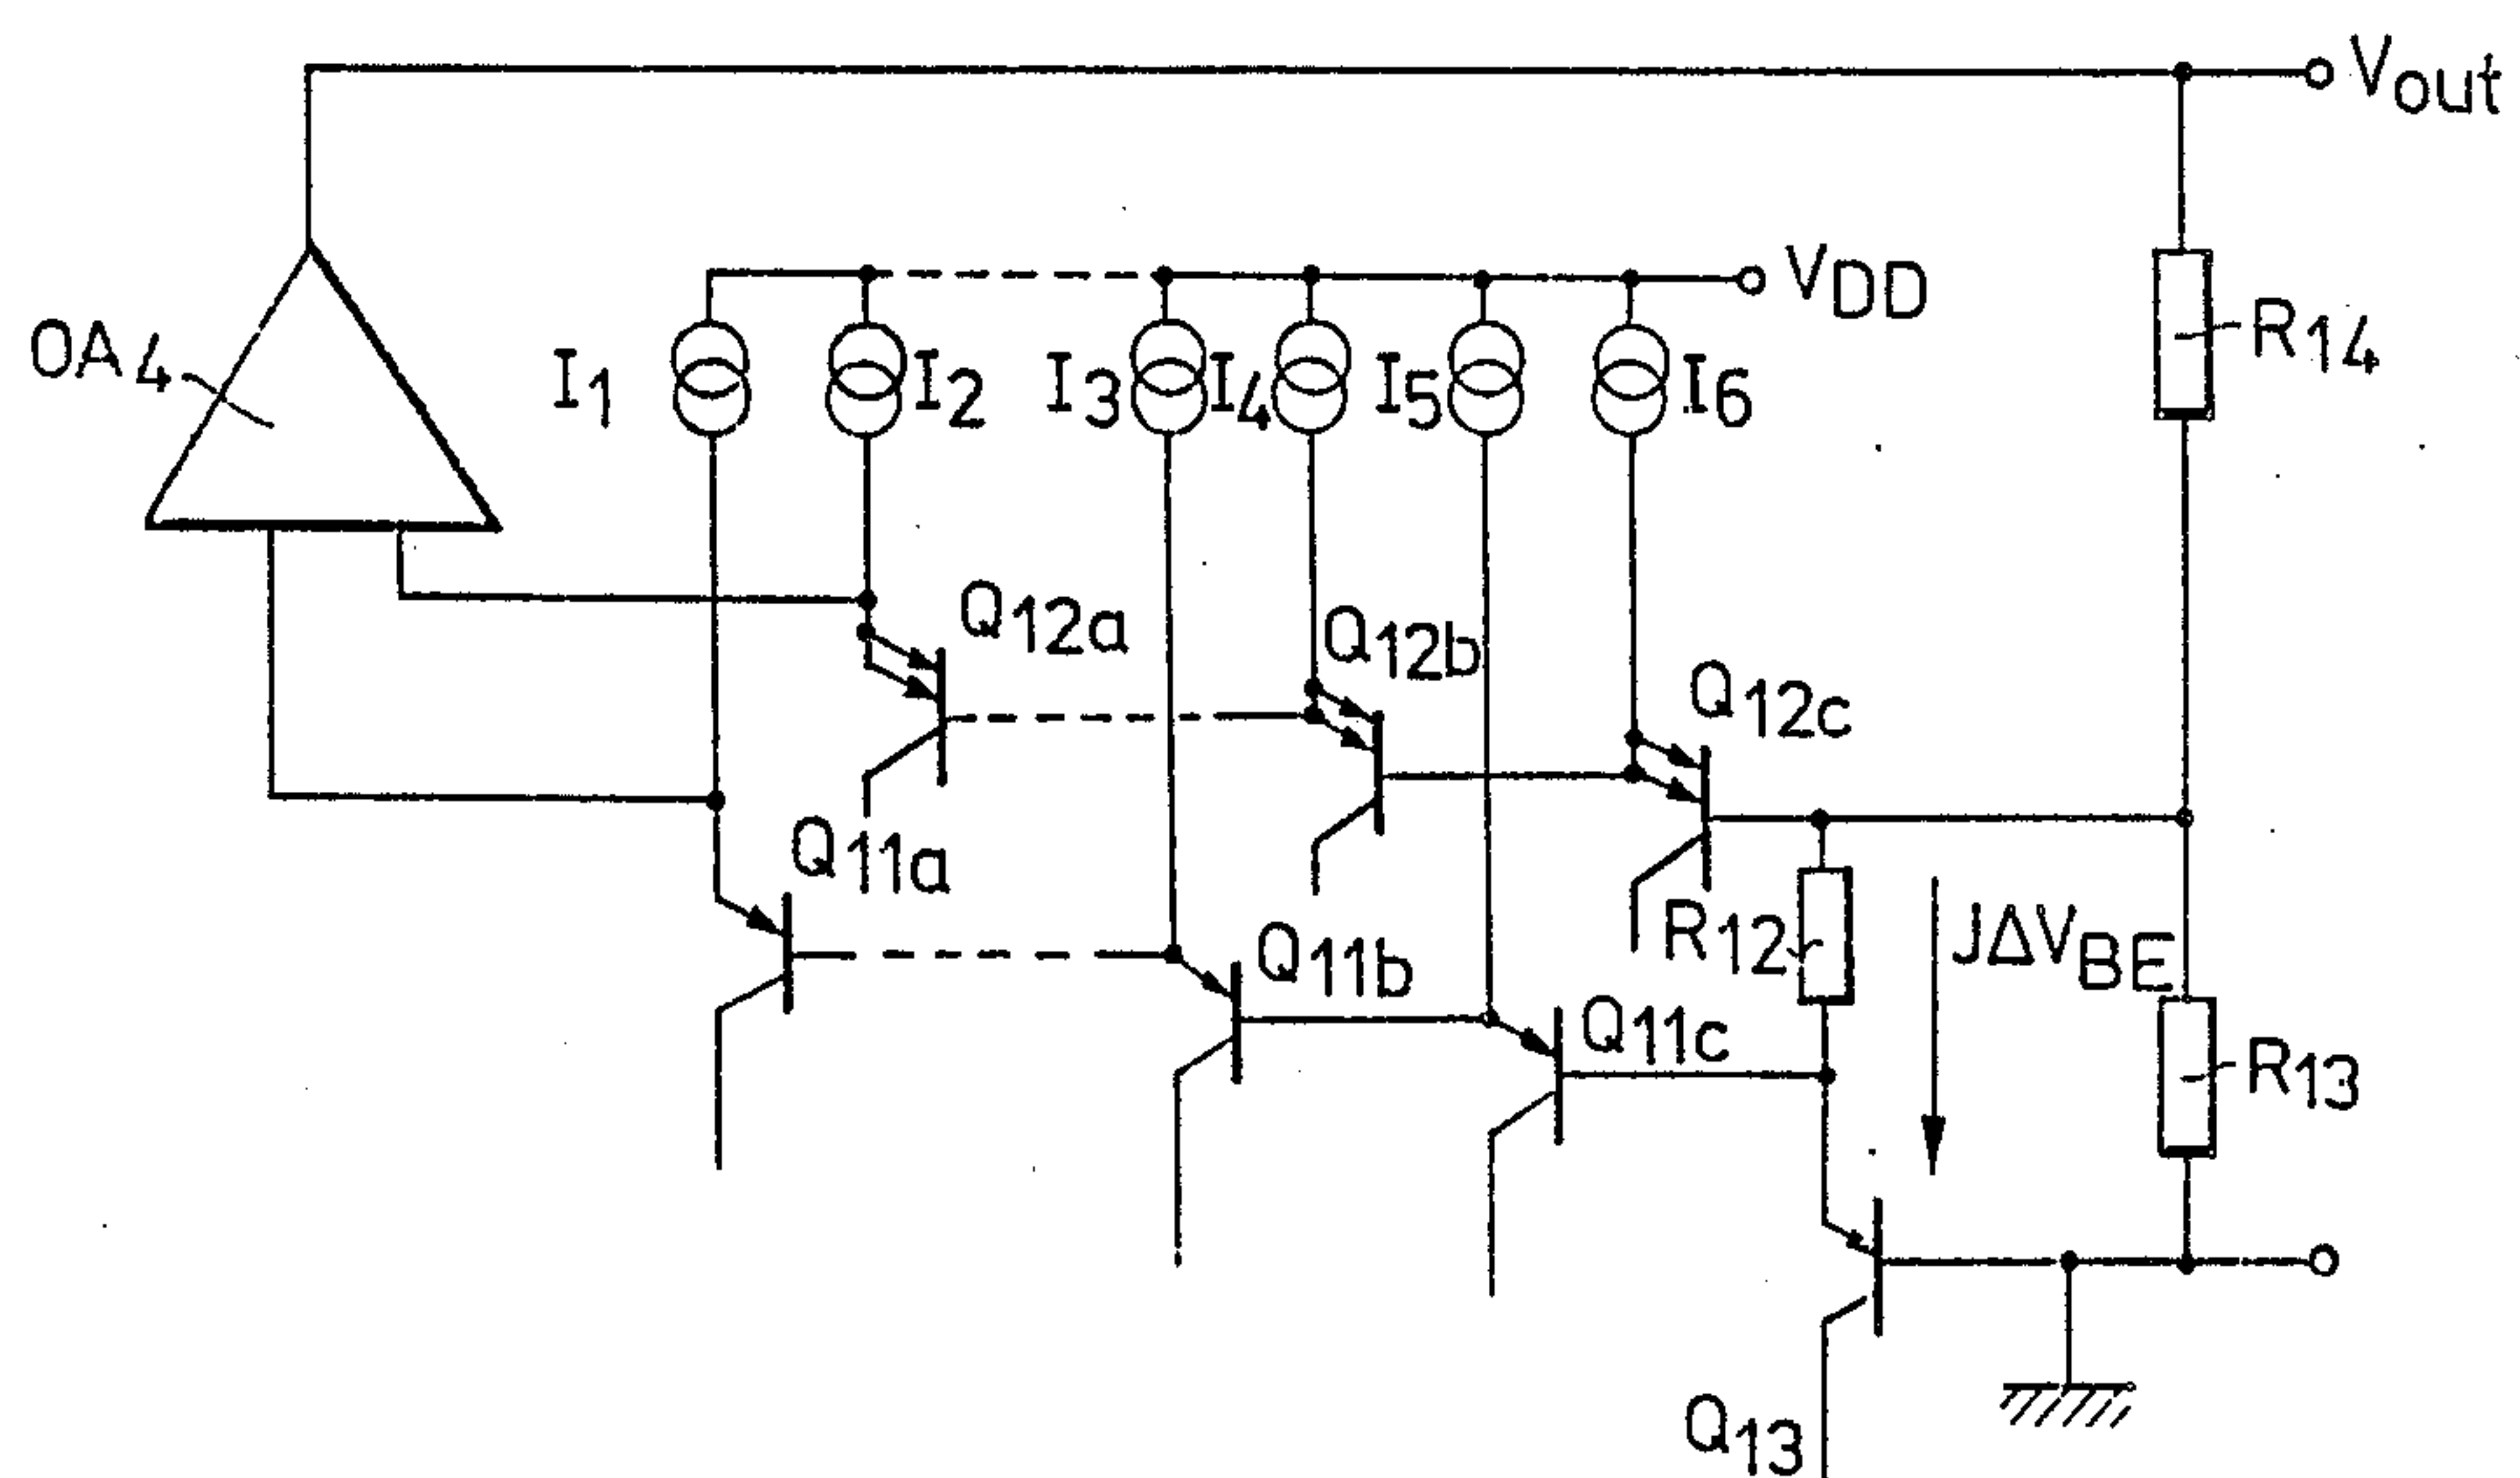 Vout
VDD
R14
OA4
I1
I2
I3
I4
I5
I6
Q12a
Q12b
Q12c
Q11a
R12
JΔVBE
Q11b
Q11c
R13
Q13